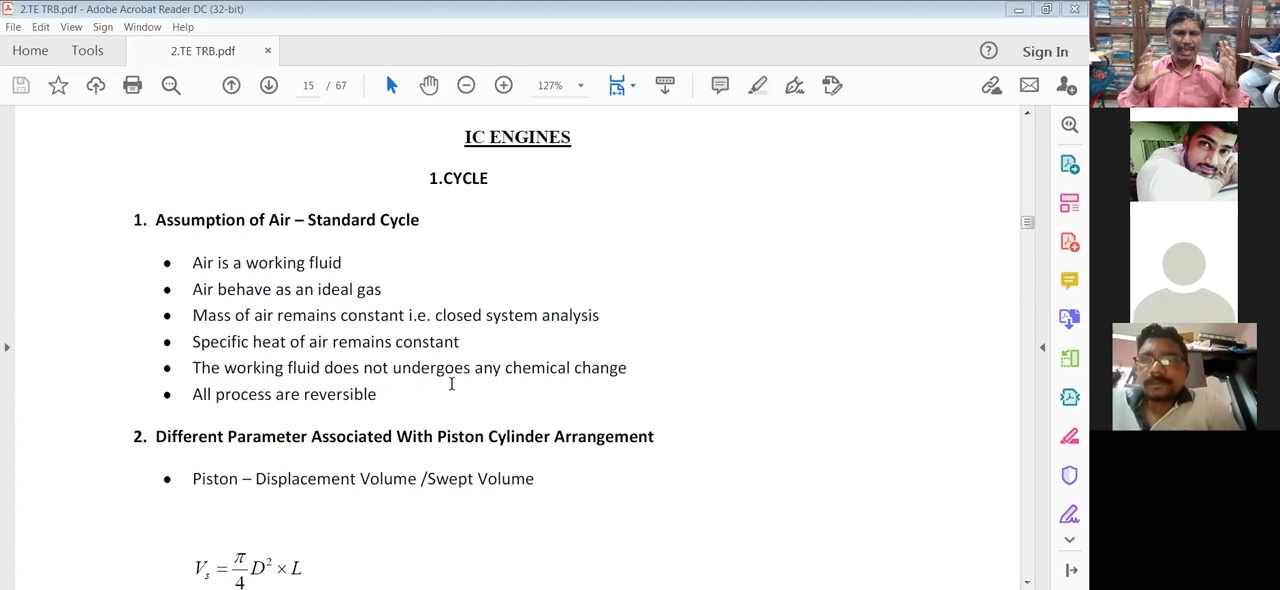 2.TE TRB.pdf - Adobe Acrobat Reader DC (32-bit)
File Edit View Sign Window Help
Home Tools 2.TE TRB.pdf × Sign In
15 / 67 127%
IC ENGINES
1.CYCLE
1. Assumption of Air – Standard Cycle
• Air is a working fluid
• Air behave as an ideal gas
• Mass of air remains constant i.e. closed system analysis
• Specific heat of air remains constant
• The working fluid does not undergoes any chemical change
• All process are reversible
2. Different Parameter Associated With Piston Cylinder Arrangement
• Piston – Displacement Volume /Swept Volume
V_s = π/4 D² × L